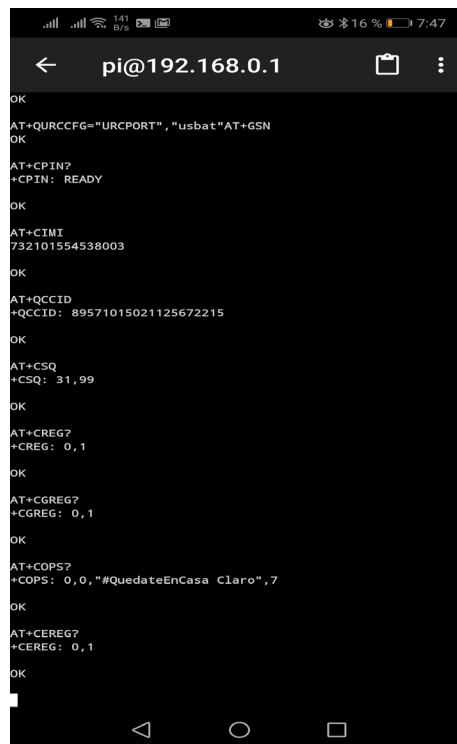 141
B/s
16 %
7:47
pi@192.168.0.1
OK
AT+QURCCFG="URCPORT","usbat"AT+GSN
OK
AT+CPIN?
+CPIN: READY
OK
AT+CIMI
732101554538003
OK
AT+QCCID
+QCCID: 89571015021125672215
OK
AT+CSQ
+CSQ: 31,99
OK
AT+CREG?
+CREG: 0,1
OK
AT+CGREG?
+CGREG: 0,1
OK
AT+COPS?
+COPS: 0,0,"#QuedateEnCasa Claro",7
OK
AT+CEREG?
+CEREG: 0,1
OK